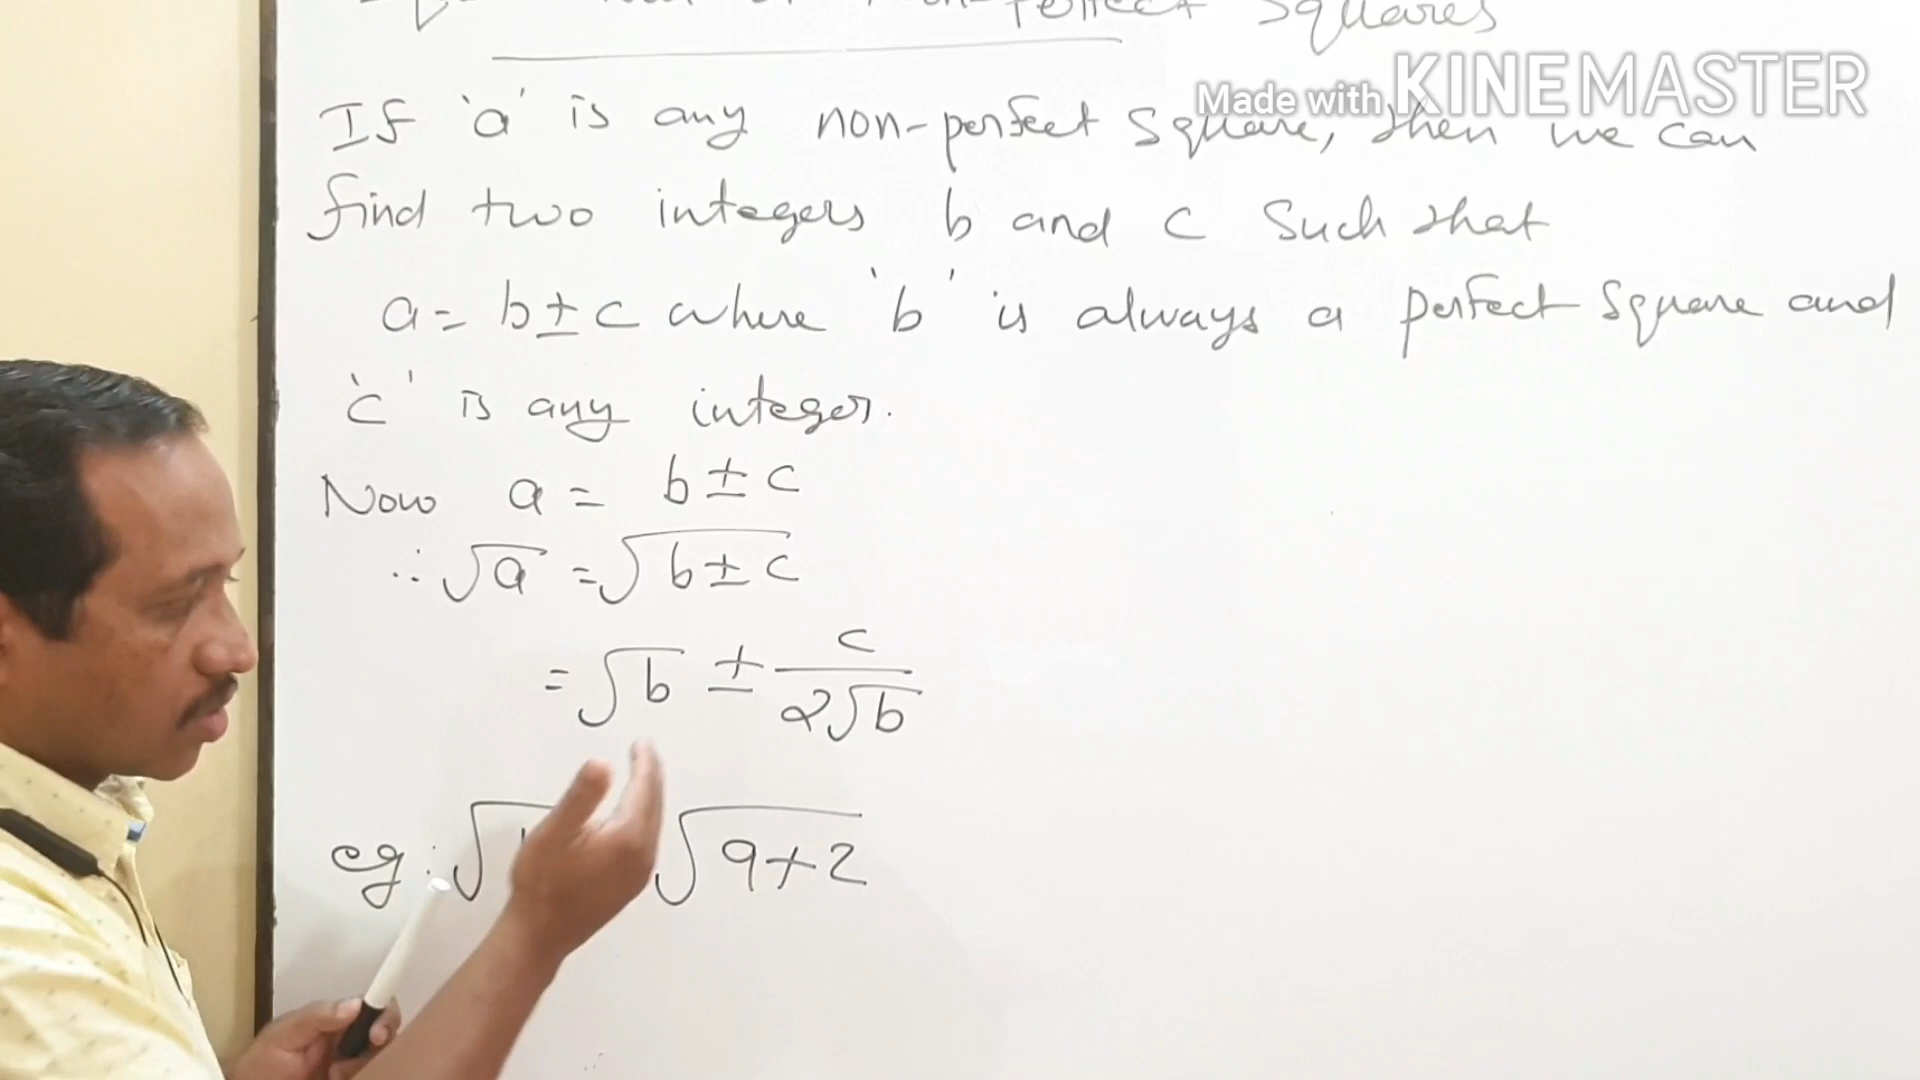 Squares
Made with KINEMASTER
If 'a' is any non-perfect Square, then we can
find two integers b and c Such that
a = b ± c where 'b' is always a perfect Square and
'c' is any integer.
Now a = b ± c
∴ √a = √(b ± c)
= √b ± c/(2√b)
eg: √ √(9+2)